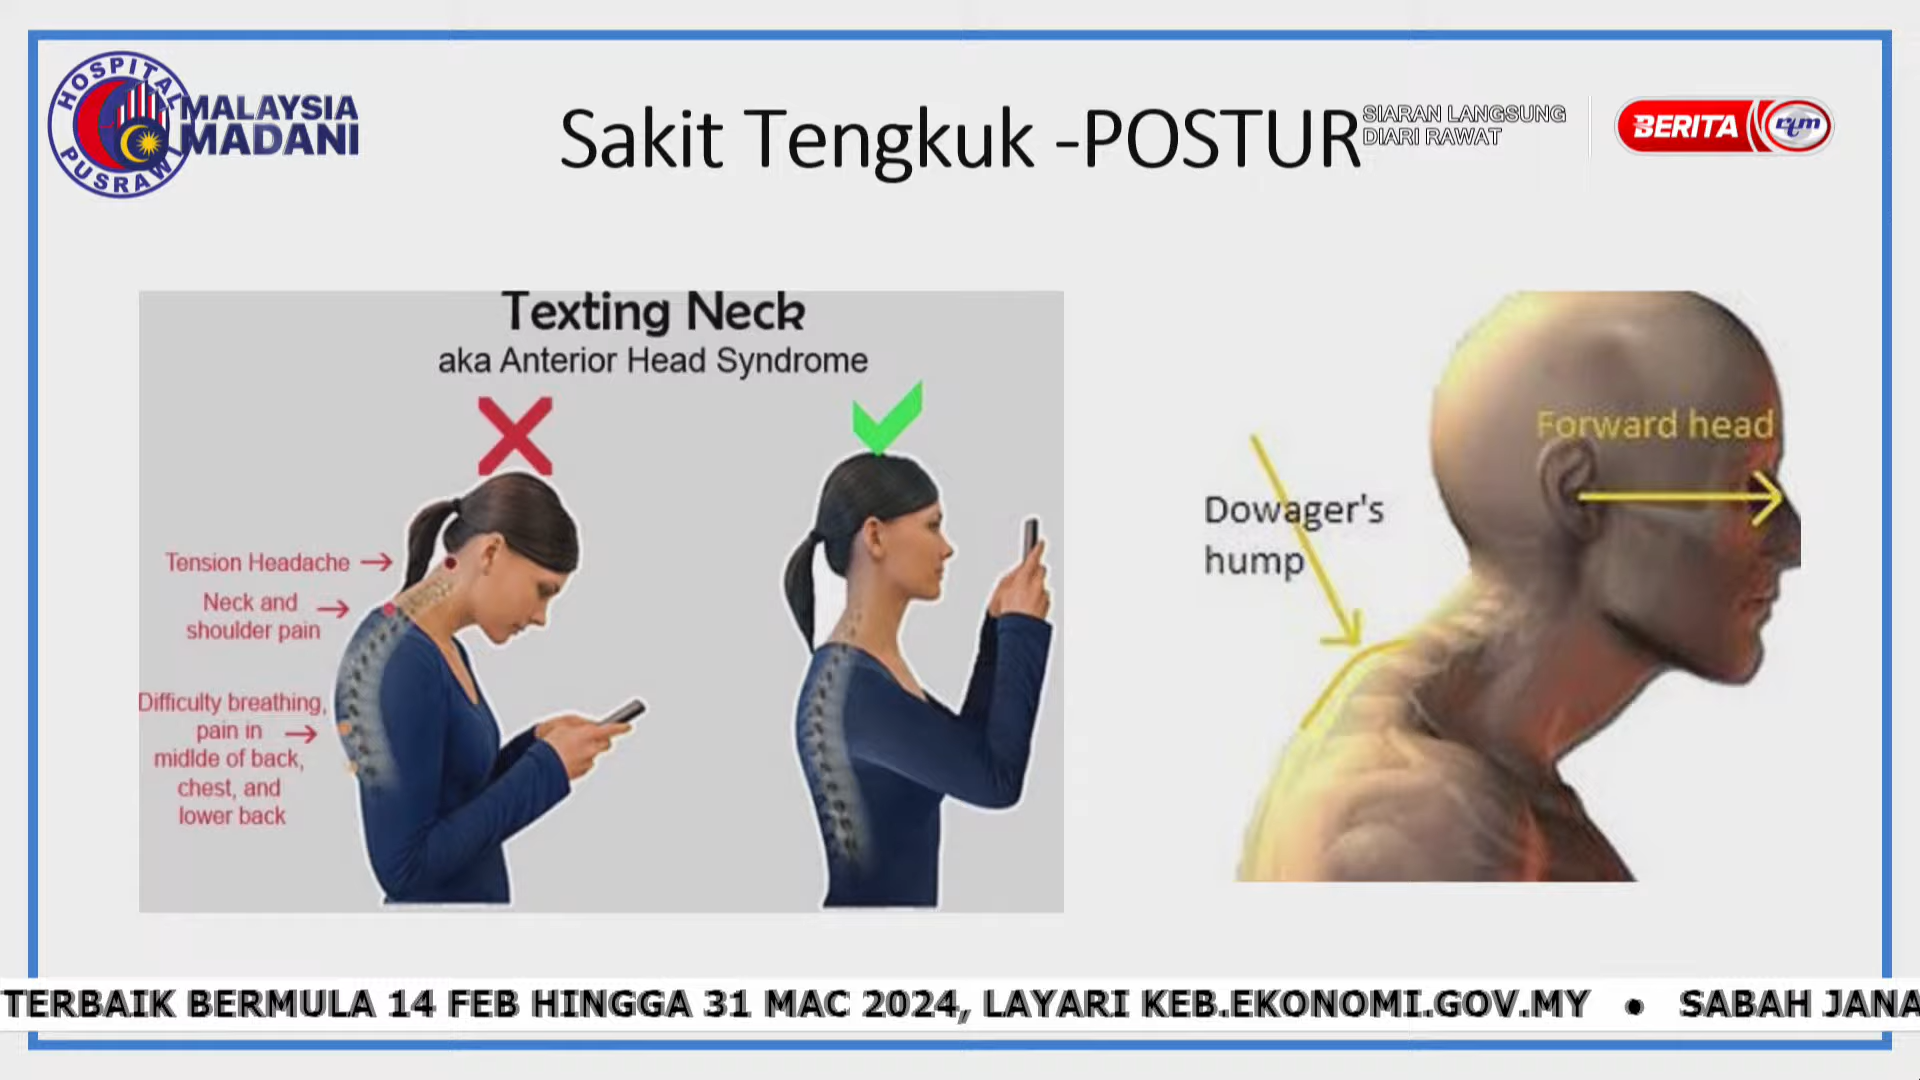 HOSPITAL
PUSRAWI
MALAYSIA
MADANI
Sakit Tengkuk -POSTUR
SIARAN LANGSUNG
DIARI RAWAT
BERITA rtm
Texting Neck
aka Anterior Head Syndrome
Tension Headache
Neck and
shoulder pain
Difficulty breathing,
pain in
midlde of back,
chest, and
lower back
Forward head
Dowager's
hump
TERBAIK BERMULA 14 FEB HINGGA 31 MAC 2024, LAYARI KEB.EKONOMI.GOV.MY • SABAH JANA